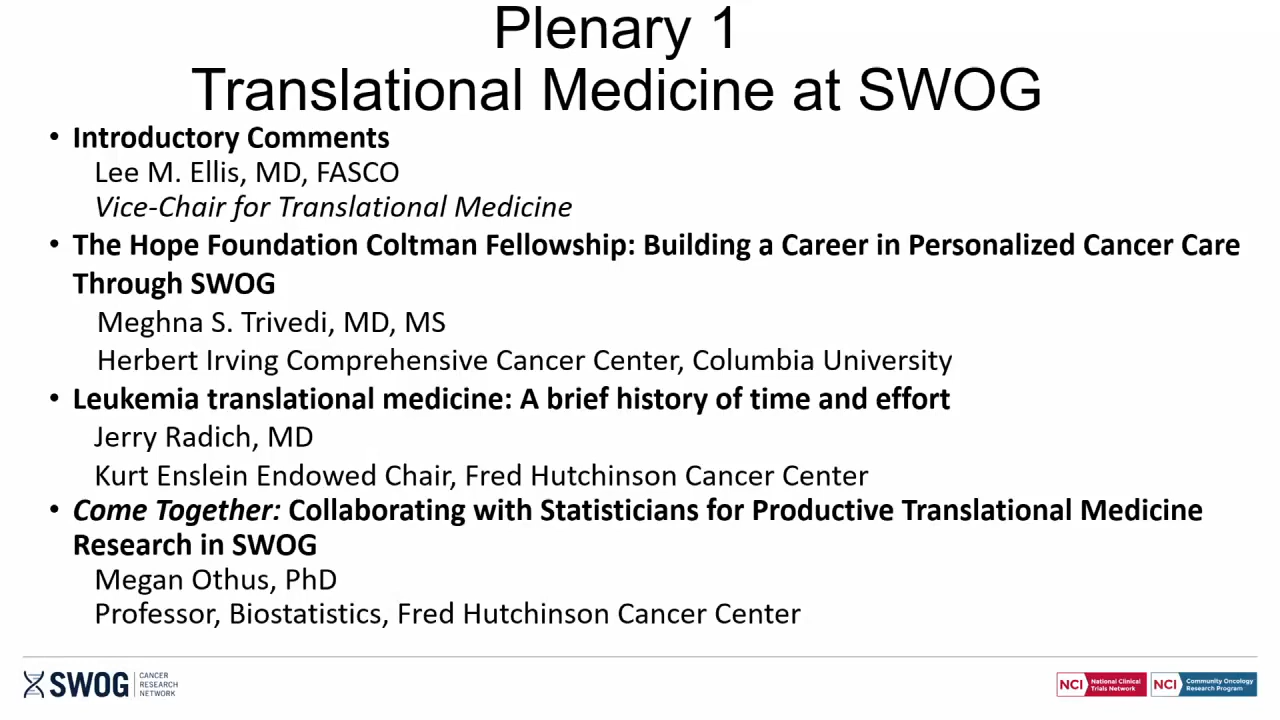 Plenary 1
Translational Medicine at SWOG
• Introductory Comments
Lee M. Ellis, MD, FASCO
Vice-Chair for Translational Medicine
• The Hope Foundation Coltman Fellowship: Building a Career in Personalized Cancer Care
Through SWOG
Meghna S. Trivedi, MD, MS
Herbert Irving Comprehensive Cancer Center, Columbia University
• Leukemia translational medicine: A brief history of time and effort
Jerry Radich, MD
Kurt Enslein Endowed Chair, Fred Hutchinson Cancer Center
• Come Together: Collaborating with Statisticians for Productive Translational Medicine
Research in SWOG
Megan Othus, PhD
Professor, Biostatistics, Fred Hutchinson Cancer Center
SWOG
CANCER
RESEARCH
NETWORK
NCI
National Clinical
Trials Network
NCI
Community Oncology
Research Program